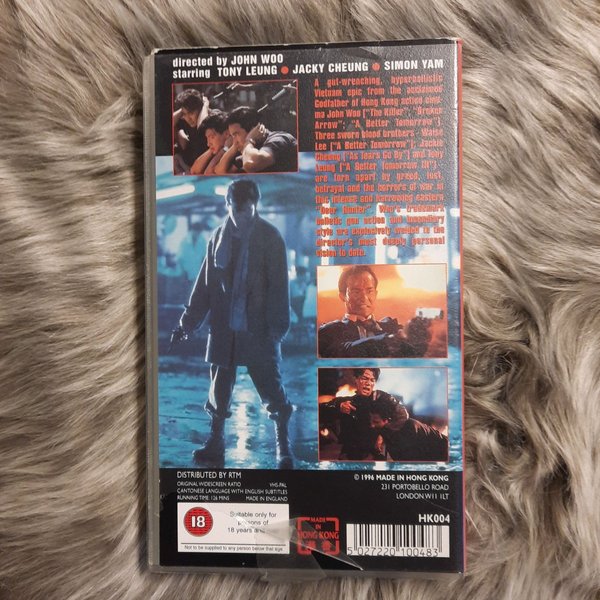 directed by JOHN WOO
starring TONY LEUNG • JACKY CHEUNG • SIMON YAM
A gut-wrenching, hyperballistic
Vietnam epic from the audacious
Godfather of Hong Kong action cine-
ma John Woo ["The Killer"; "Broken
Arrow"; "A Better Tomorrow"].
Three sworn blood brothers - Waise
Lee ["A Better Tomorrow"]; Jackie
Cheung ["As Tears Go By"] and Tony
Leung ["A Better Tomorrow III"] -
are torn apart by greed, lust,
betrayal and the horrors of war in
this intense and harrowing eastern
"Deer Hunter". Woo's trademark
balletic gun action and
style are explosively welded to the
director's most deeply personal
vision to date.
DISTRIBUTED BY RTM
ORIGINAL WIDESCREEN RATIO VHS-PAL
CANTONESE LANGUAGE WITH ENGLISH SUBTITLES
RUNNING TIME: 126 MINS MADE IN ENGLAND
© 1996 MADE IN HONG KONG
231 PORTOBELLO ROAD
LONDON W11 1LT
18
Suitable only for
persons of
18 years and
Not to be supplied to any person below that age.
MADE
IN
HONG KONG
HK004
5 027220 100483